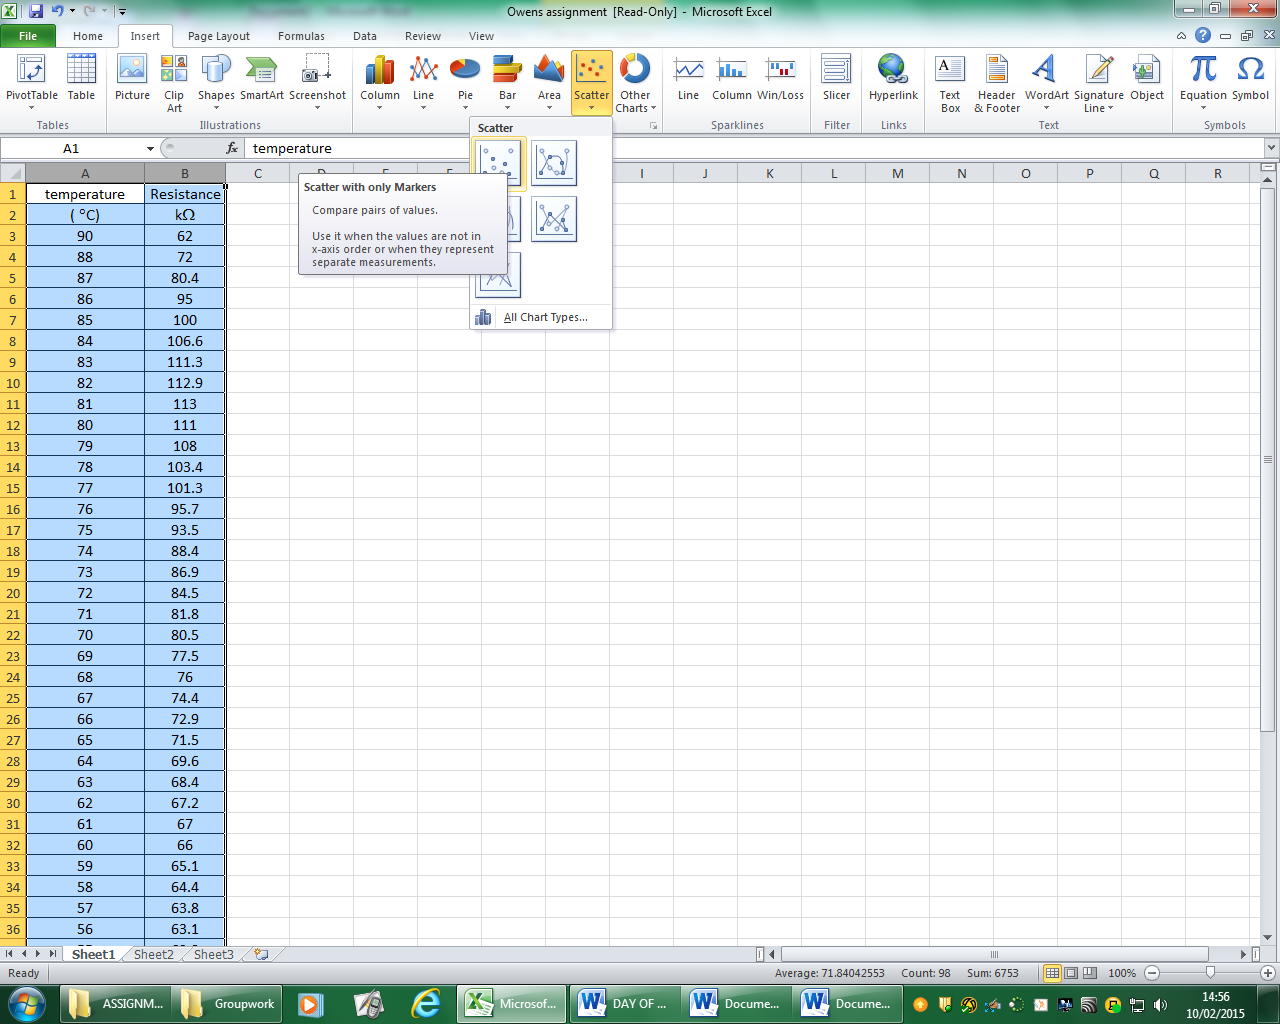 Owens assignment [Read-Only] - Microsoft Excel
File Home Insert Page Layout Formulas Data Review View
PivotTable Table Picture Clip Art Shapes SmartArt Screenshot Column Line Pie Bar Area Scatter Other Charts Line Column Win/Loss Slicer Hyperlink Text Box Header & Footer WordArt Signature Line Object Equation Symbol
Tables Illustrations Sparklines Filter Links Text Symbols
A1 fx temperature
Scatter
Scatter with only Markers
Compare pairs of values.
Use it when the values are not in
x-axis order or when they represent
separate measurements.
All Chart Types...
A B C H I J K L M N O P Q R
1 temperature Resistance
2 ( °C) kΩ
3 90 62
4 88 72
5 87 80.4
6 86 95
7 85 100
8 84 106.6
9 83 111.3
10 82 112.9
11 81 113
12 80 111
13 79 108
14 78 103.4
15 77 101.3
16 76 95.7
17 75 93.5
18 74 88.4
19 73 86.9
20 72 84.5
21 71 81.8
22 70 80.5
23 69 77.5
24 68 76
25 67 74.4
26 66 72.9
27 65 71.5
28 64 69.6
29 63 68.4
30 62 67.2
31 61 67
32 60 66
33 59 65.1
34 58 64.4
35 57 63.8
36 56 63.1
Sheet1 Sheet2 Sheet3
Ready Average: 71.84042553 Count: 98 Sum: 6753 100%
ASSIGNM... Groupwork Microsof... DAY OF ... Docume... Docume... 14:56
10/02/2015